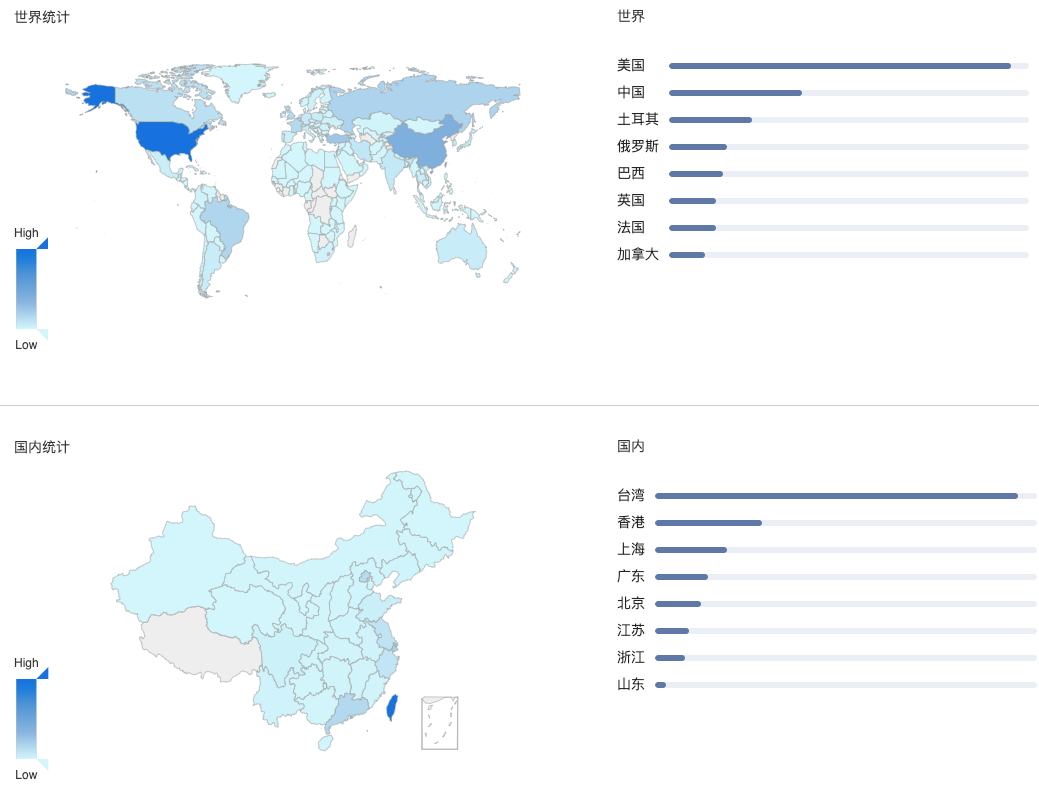 世界统计
世界
美国
中国
土耳其
俄罗斯
巴西
英国
法国
加拿大
High
Low
国内统计
国内
台湾
香港
上海
广东
北京
江苏
浙江
山东
High
Low